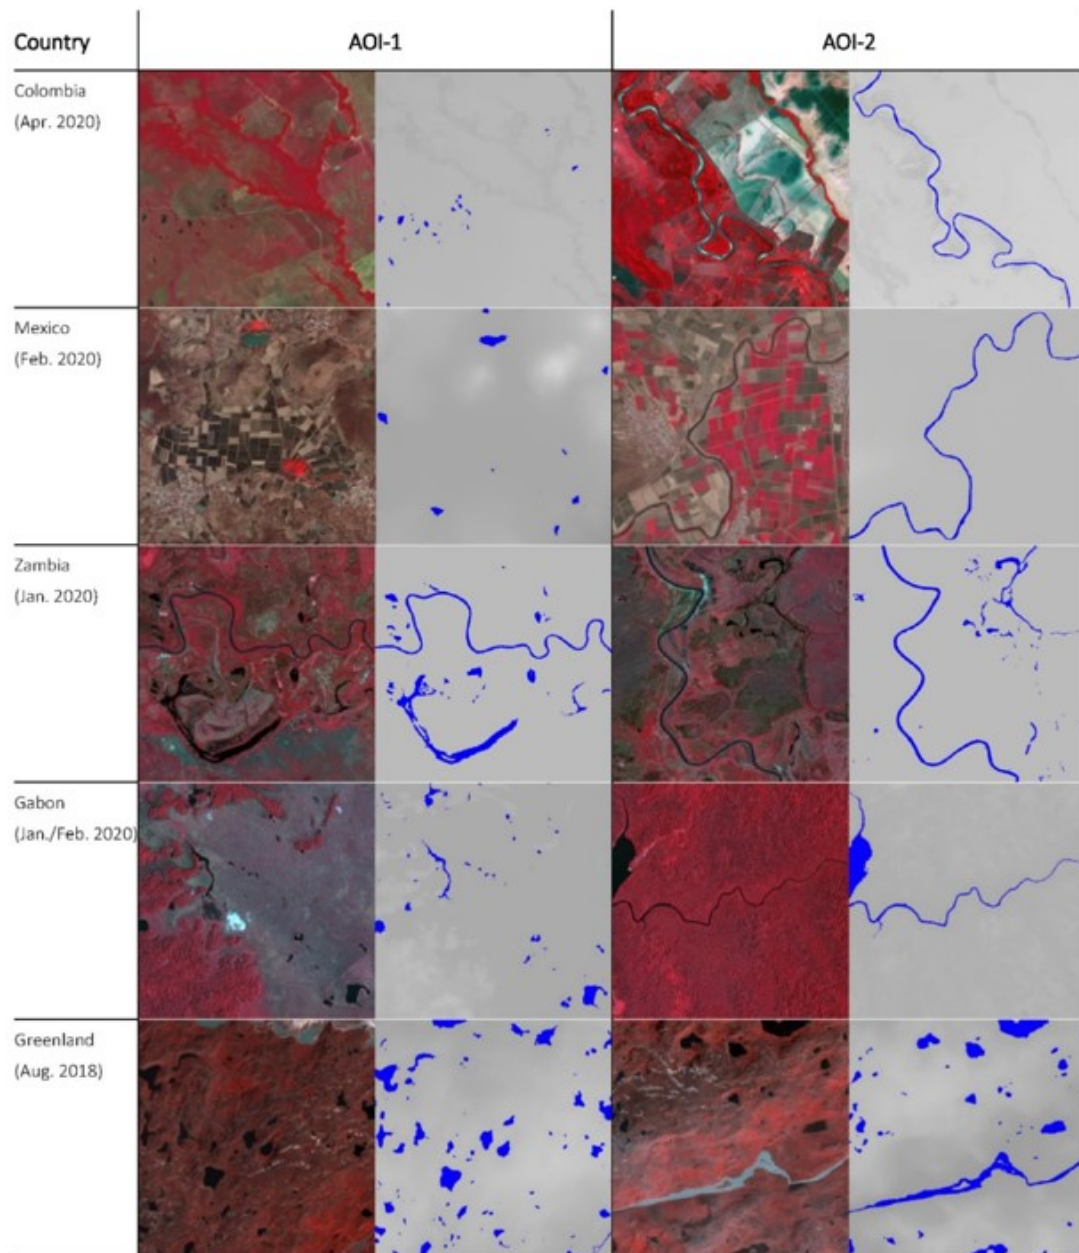 Country
AOI-1
AOI-2
Colombia
(Apr. 2020)
Mexico
(Feb. 2020)
Zambia
(Jan. 2020)
Gabon
(Jan./Feb. 2020)
Greenland
(Aug. 2018)